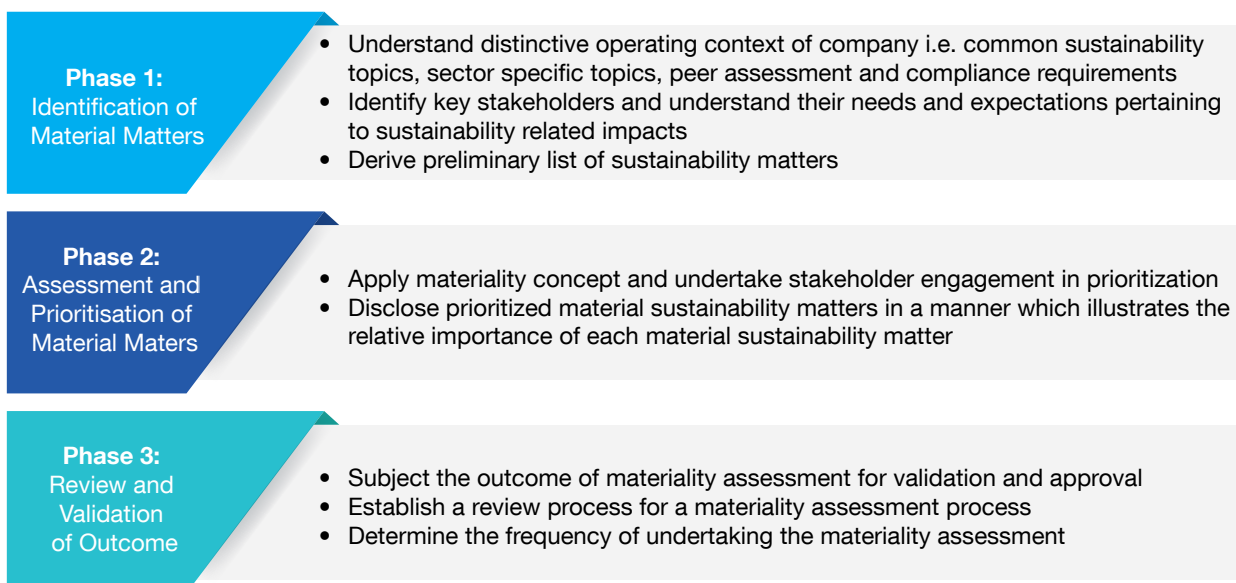 Phase 1:
Identification of
Material Matters
• Understand distinctive operating context of company i.e. common sustainability
topics, sector specific topics, peer assessment and compliance requirements
• Identify key stakeholders and understand their needs and expectations pertaining
to sustainability related impacts
• Derive preliminary list of sustainability matters
Phase 2:
Assessment and
Prioritisation of
Material Maters
• Apply materiality concept and undertake stakeholder engagement in prioritization
• Disclose prioritized material sustainability matters in a manner which illustrates the
relative importance of each material sustainability matter
Phase 3:
Review and
Validation
of Outcome
• Subject the outcome of materiality assessment for validation and approval
• Establish a review process for a materiality assessment process
• Determine the frequency of undertaking the materiality assessment